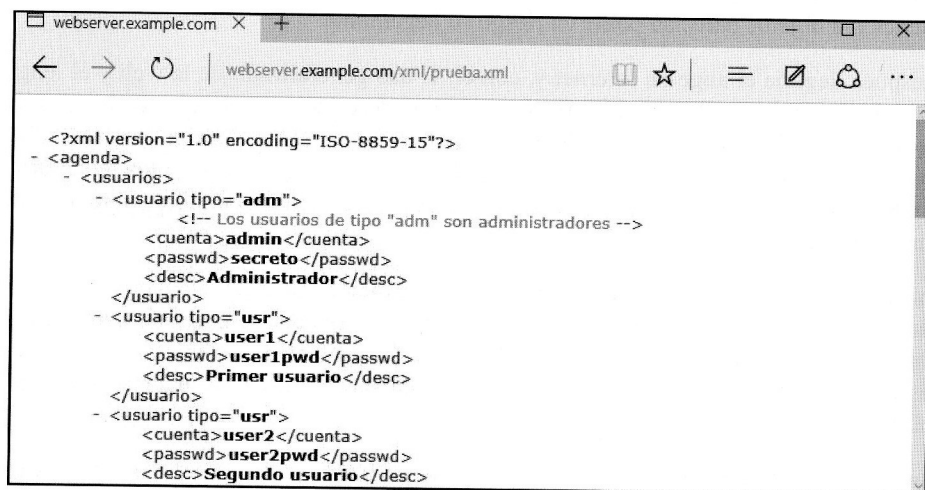 webserver.example.com
webserver.example.com/xml/prueba.xml
<?xml version="1.0" encoding="ISO-8859-15"?>
- <agenda>
- <usuarios>
- <usuario tipo="adm">
<!-- Los usuarios de tipo "adm" son administradores -->
<cuenta>admin</cuenta>
<passwd>secreto</passwd>
<desc>Administrador</desc>
</usuario>
- <usuario tipo="usr">
<cuenta>user1</cuenta>
<passwd>user1pwd</passwd>
<desc>Primer usuario</desc>
</usuario>
- <usuario tipo="usr">
<cuenta>user2</cuenta>
<passwd>user2pwd</passwd>
<desc>Segundo usuario</desc>